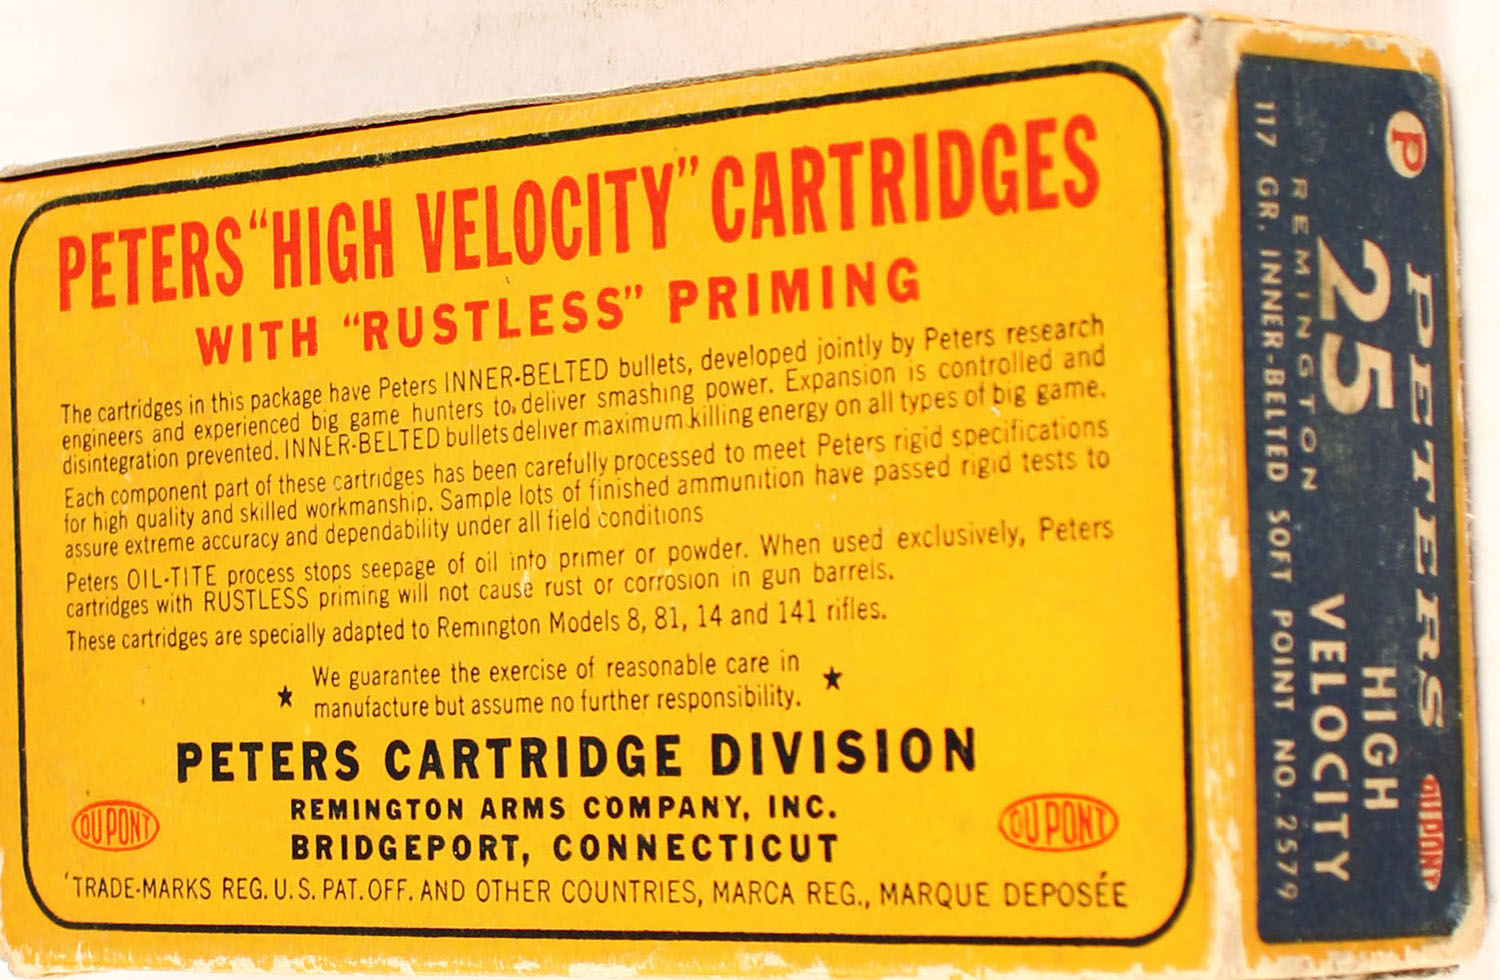 PETERS "HIGH VELOCITY" CARTRIDGES
WITH "RUSTLESS" PRIMING
The cartridges in this package have Peters INNER-BELTED bullets, developed jointly by Peters research
engineers and experienced big game hunters to deliver smashing power. Expansion is controlled and
disintegration prevented. INNER-BELTED bullets deliver maximum killing energy on all types of big game.
Each component part of these cartridges has been carefully processed to meet Peters rigid specifications
for high quality and skilled workmanship. Sample lots of finished ammunition have passed rigid tests to
assure extreme accuracy and dependability under all field conditions
Peters OIL-TITE process stops seepage of oil into primer or powder. When used exclusively, Peters
cartridges with RUSTLESS priming will not cause rust or corrosion in gun barrels.
These cartridges are specially adapted to Remington Models 8, 81, 14 and 141 rifles.
We guarantee the exercise of reasonable care in
manufacture but assume no further responsibility.
PETERS CARTRIDGE DIVISION
REMINGTON ARMS COMPANY, INC.
BRIDGEPORT, CONNECTICUT
DU PONT
DU PONT
'TRADE-MARKS REG. U.S. PAT. OFF. AND OTHER COUNTRIES, MARCA REG., MARQUE DEPOSÉE
P PETERS DU PONT
25 HIGH
VELOCITY
REMINGTON
117 GR. INNER-BELTED SOFT POINT NO. 2579